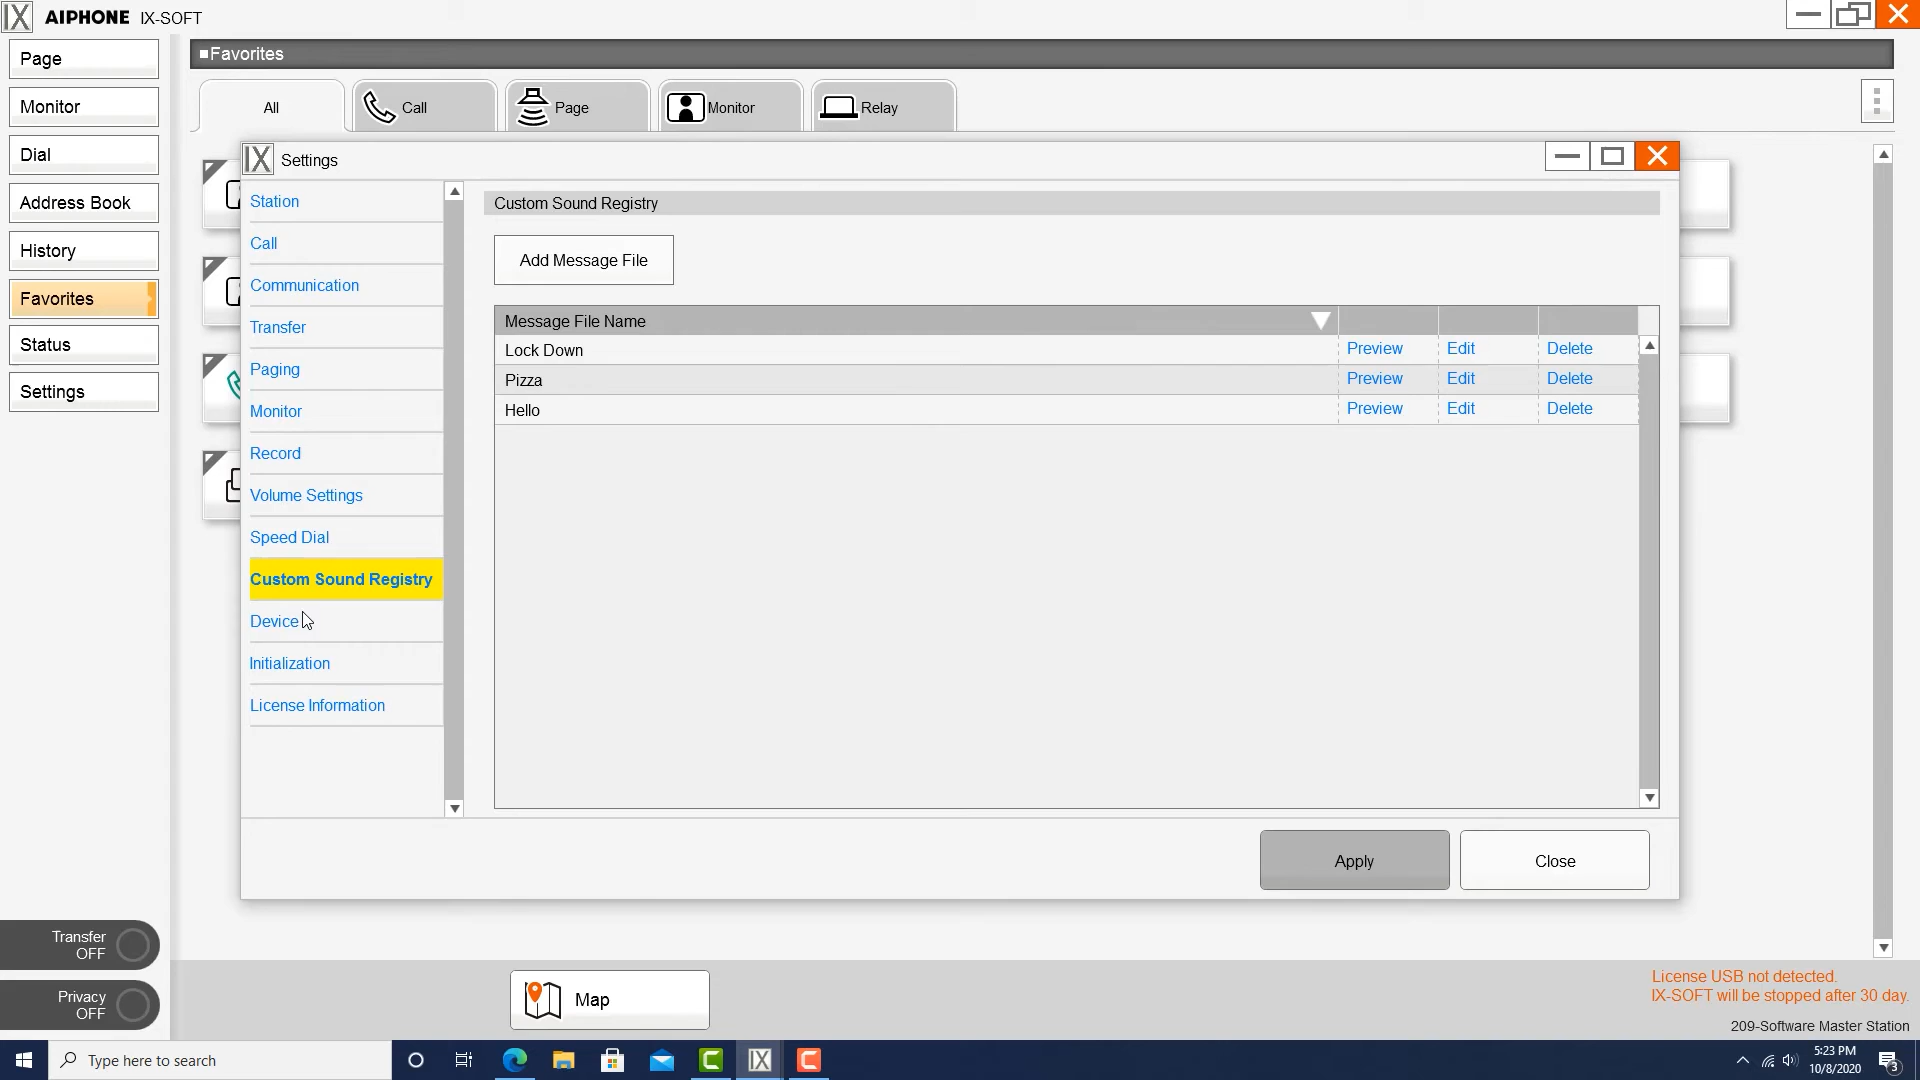 IX AIPHONE IX-SOFT
Page
Monitor
Dial
Address Book
History
Favorites
Status
Settings
■Favorites
All
Call
Page
Monitor
Relay
IX Settings
Station
Call
Communication
Transfer
Paging
Monitor
Record
Volume Settings
Speed Dial
Custom Sound Registry
Device
Initialization
License Information
Custom Sound Registry
Add Message File
Message File Name
Lock Down Preview Edit Delete
Pizza Preview Edit Delete
Hello Preview Edit Delete
Apply
Close
Transfer
OFF
Privacy
OFF
Map
License USB not detected.
IX-SOFT will be stopped after 30 day.
209-Software Master Station
Type here to search
IX
5:23 PM
10/8/2020
3